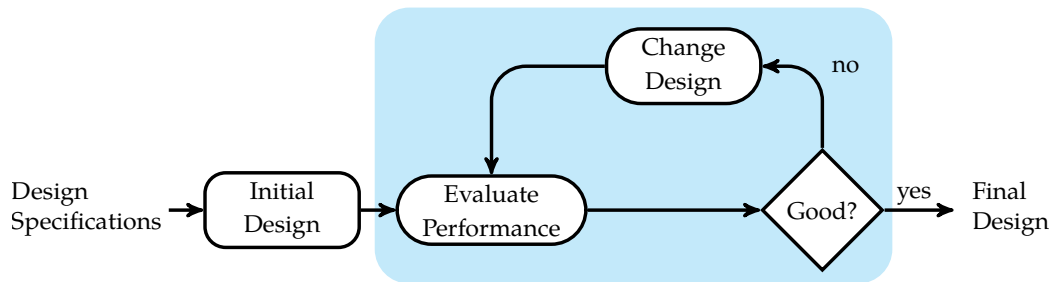 Change
Design
no
Design
Specifications
Initial
Design
Evaluate
Performance
Good?
yes
Final
Design